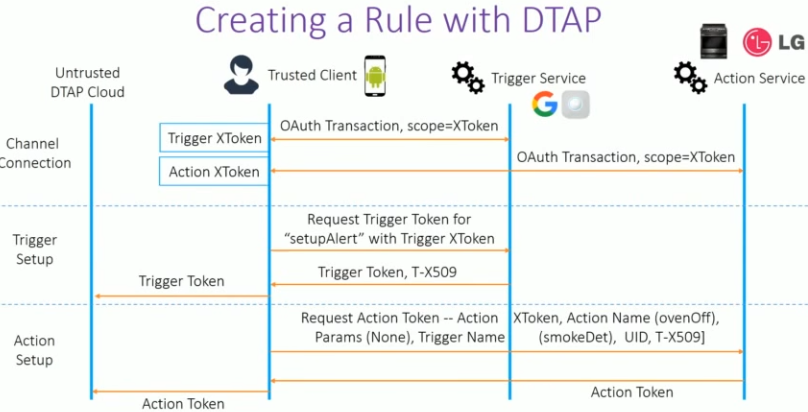 Creating a Rule with DTAP
LG
Untrusted
DTAP Cloud
Trusted Client
Trigger Service
Action Service
G
Channel
Connection
Trigger XToken
OAuth Transaction, scope=XToken
Action XToken
OAuth Transaction, scope=XToken
Trigger
Setup
Request Trigger Token for
"setupAlert" with Trigger XToken
Trigger Token, T-X509
Trigger Token
Action
Setup
Request Action Token -- Action XToken, Action Name (ovenOff),
Params (None), Trigger Name (smokeDet), UID, T-X509]
Action Token
Action Token